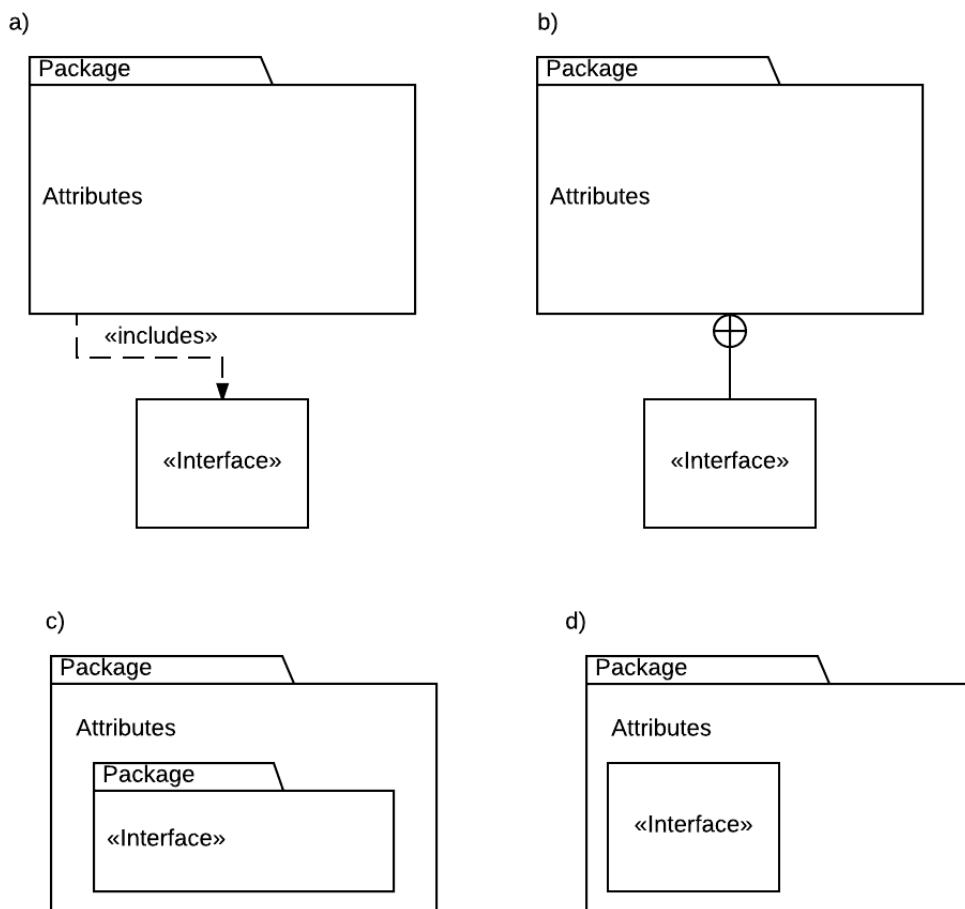 a)
Package
Attributes
«includes»
«Interface»
b)
Package
Attributes
«Interface»
c)
Package
Attributes
Package
«Interface»
d)
Package
Attributes
«Interface»